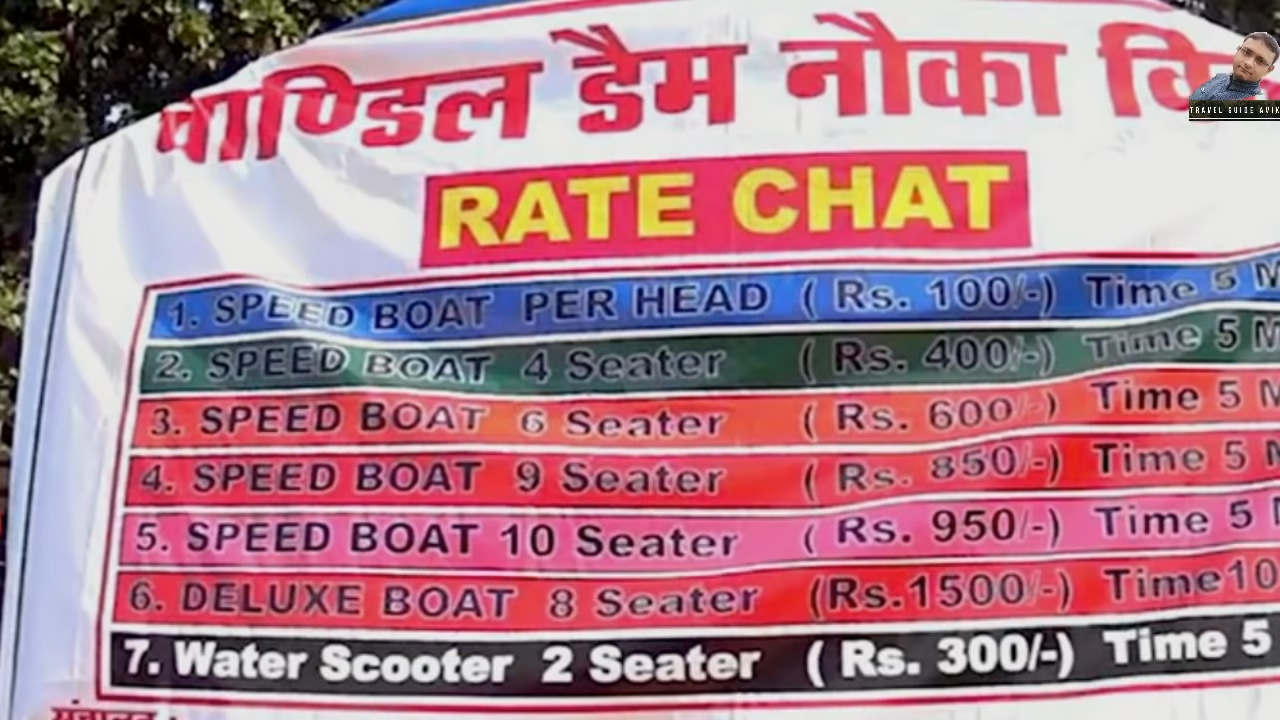 चाण्डिल डैम नौका
TRAVEL GUIDE AVIK
RATE CHAT
1. SPEED BOAT PER HEAD ( Rs. 100/-) Time 5 M
2. SPEED BOAT 4 Seater ( Rs. 400/-) Time 5 M
3. SPEED BOAT 6 Seater ( Rs. 600/-) Time 5 M
4. SPEED BOAT 9 Seater ( Rs. 850/-) Time 5 M
5. SPEED BOAT 10 Seater ( Rs. 950/-) Time 5
6. DELUXE BOAT 8 Seater (Rs.1500/-) Time10
7. Water Scooter 2 Seater ( Rs. 300/-) Time 5